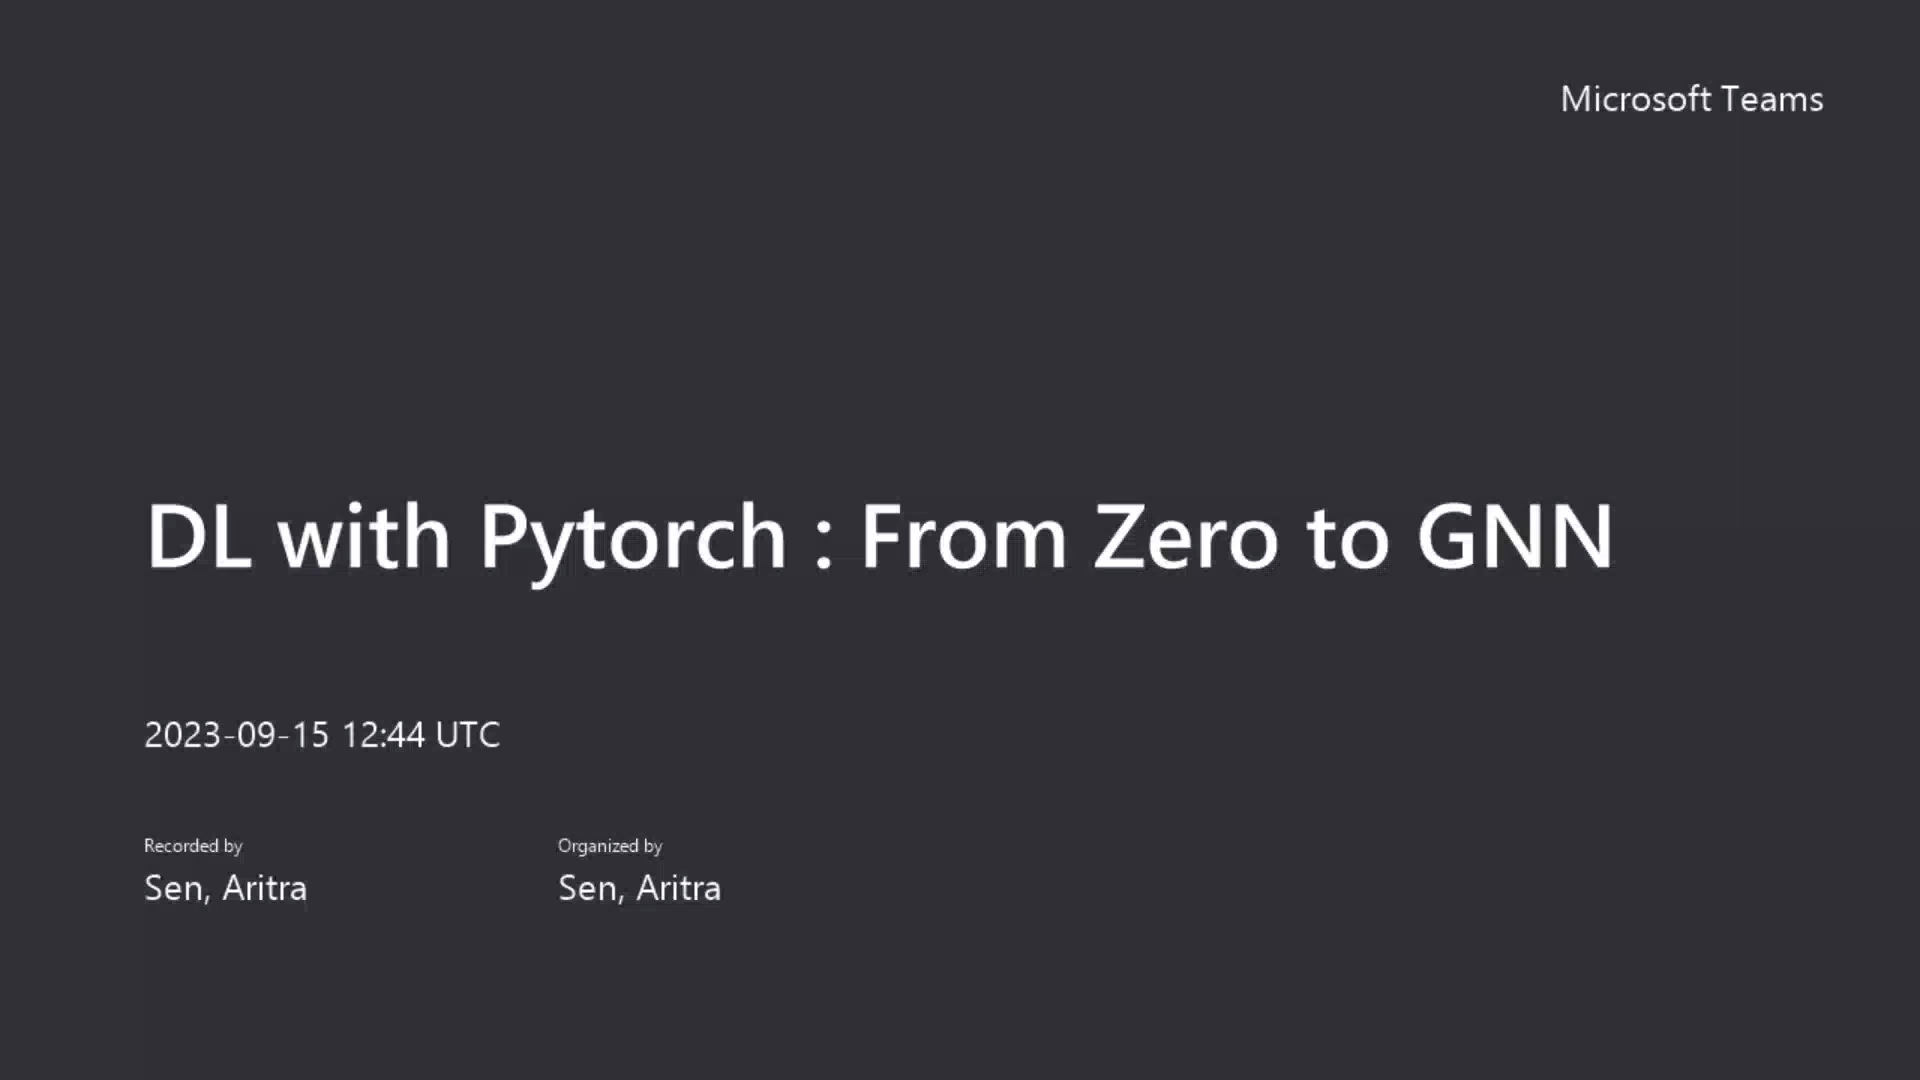 Microsoft Teams
DL with Pytorch : From Zero to GNN
2023-09-15 12:44 UTC
Recorded by
Organized by
Sen, Aritra
Sen, Aritra